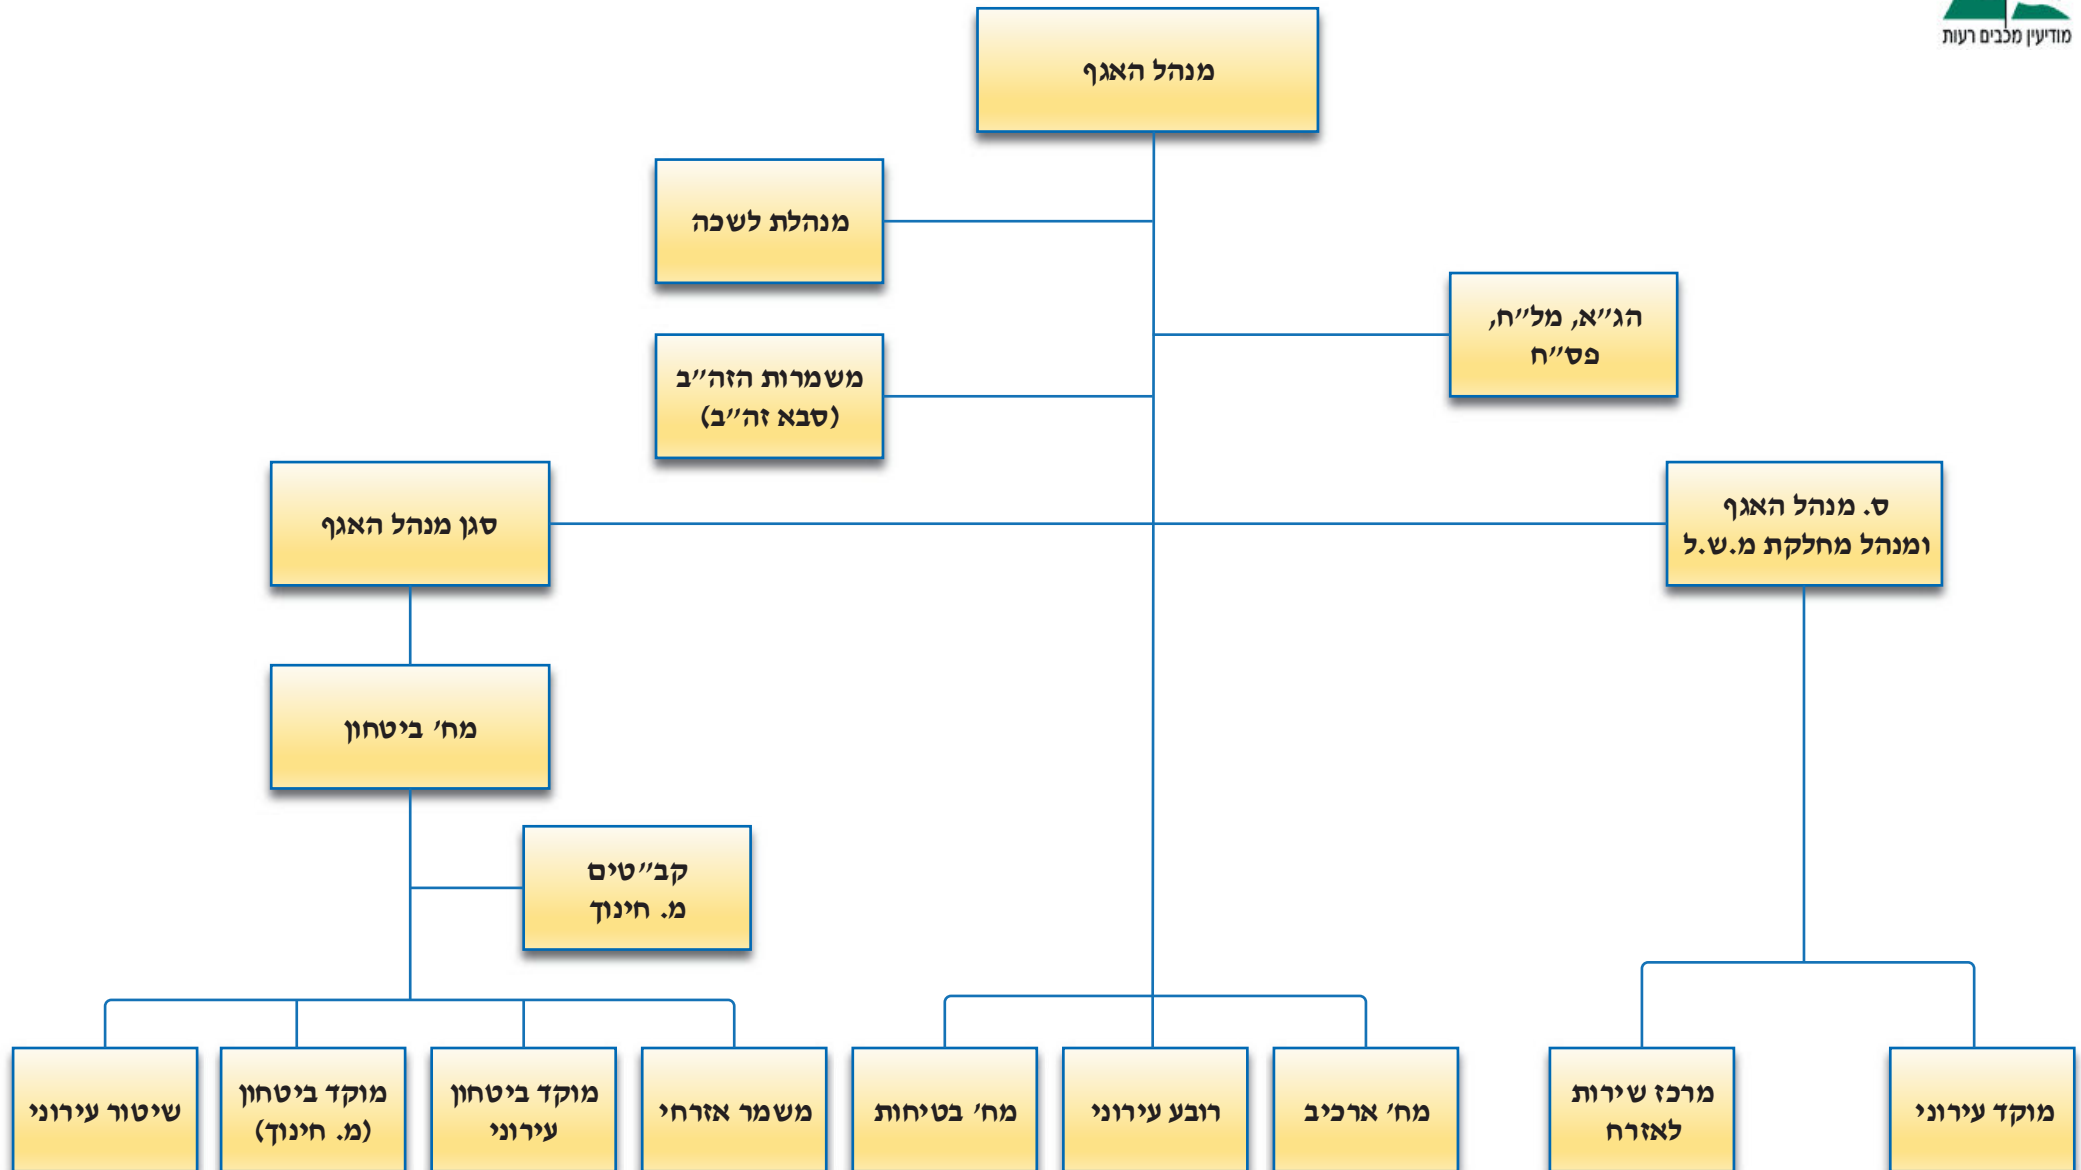 מודיעין מכבים רעות
מנהל האגף
מנהלת לשכה
הג״א, מל״ח,
פס״ח
משמרות הזה״ב
(סבא זה״ב)
ס. מנהל האגף
ומנהל מחלקת מ.ש.ל
סגן מנהל האגף
מח׳ ביטחון
קב״טים
מ. חינוך
מוקד עירוני
מרכז שירות
לאזרח
מח׳ ארכיב
רובע עירוני
מח׳ בטיחות
משמר אזרחי
מוקד ביטחון
עירוני
מוקד ביטחון
(מ. חינוך)
שיטור עירוני